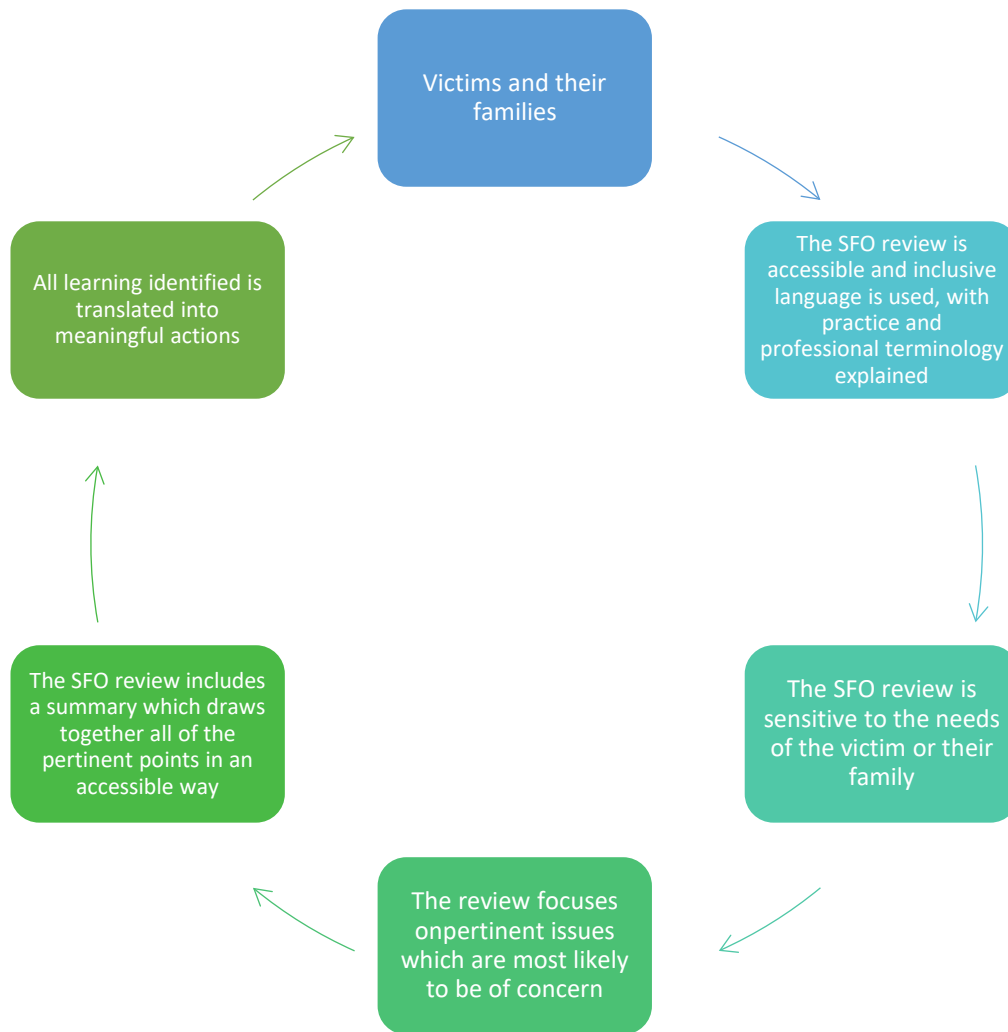 Victims and their
families
The SFO review is
accessible and inclusive
language is used, with
practice and
professional terminology
explained
The SFO review is
sensitive to the needs
of the victim or their
family
The review focuses
onpertinent issues
which are most likely
to be of concern
The SFO review includes
a summary which draws
together all of the
pertinent points in an
accessible way
All learning identified is
translated into
meaningful actions